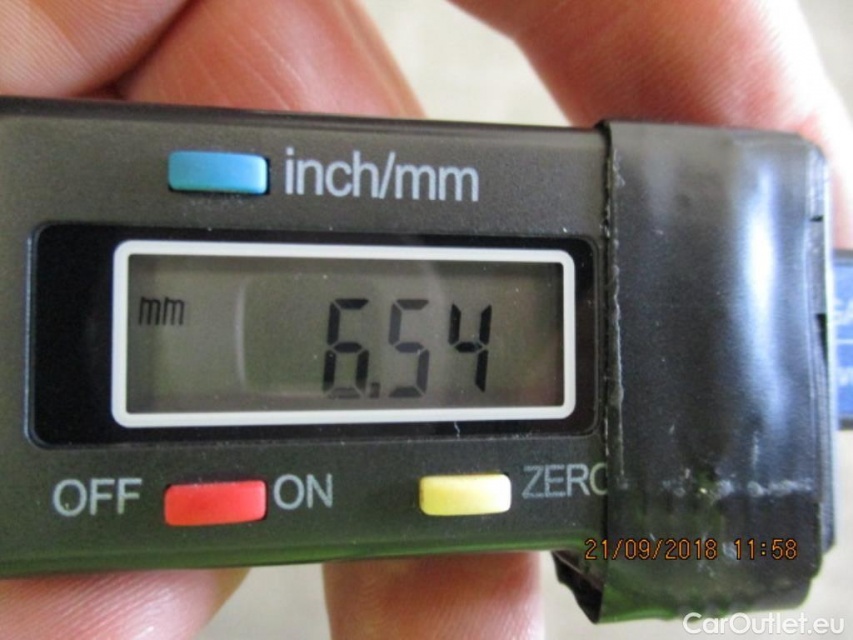 inch/mm
mm
6.54
OFF ON ZERO
21/09/2018 11:58
CarOutlet.eu